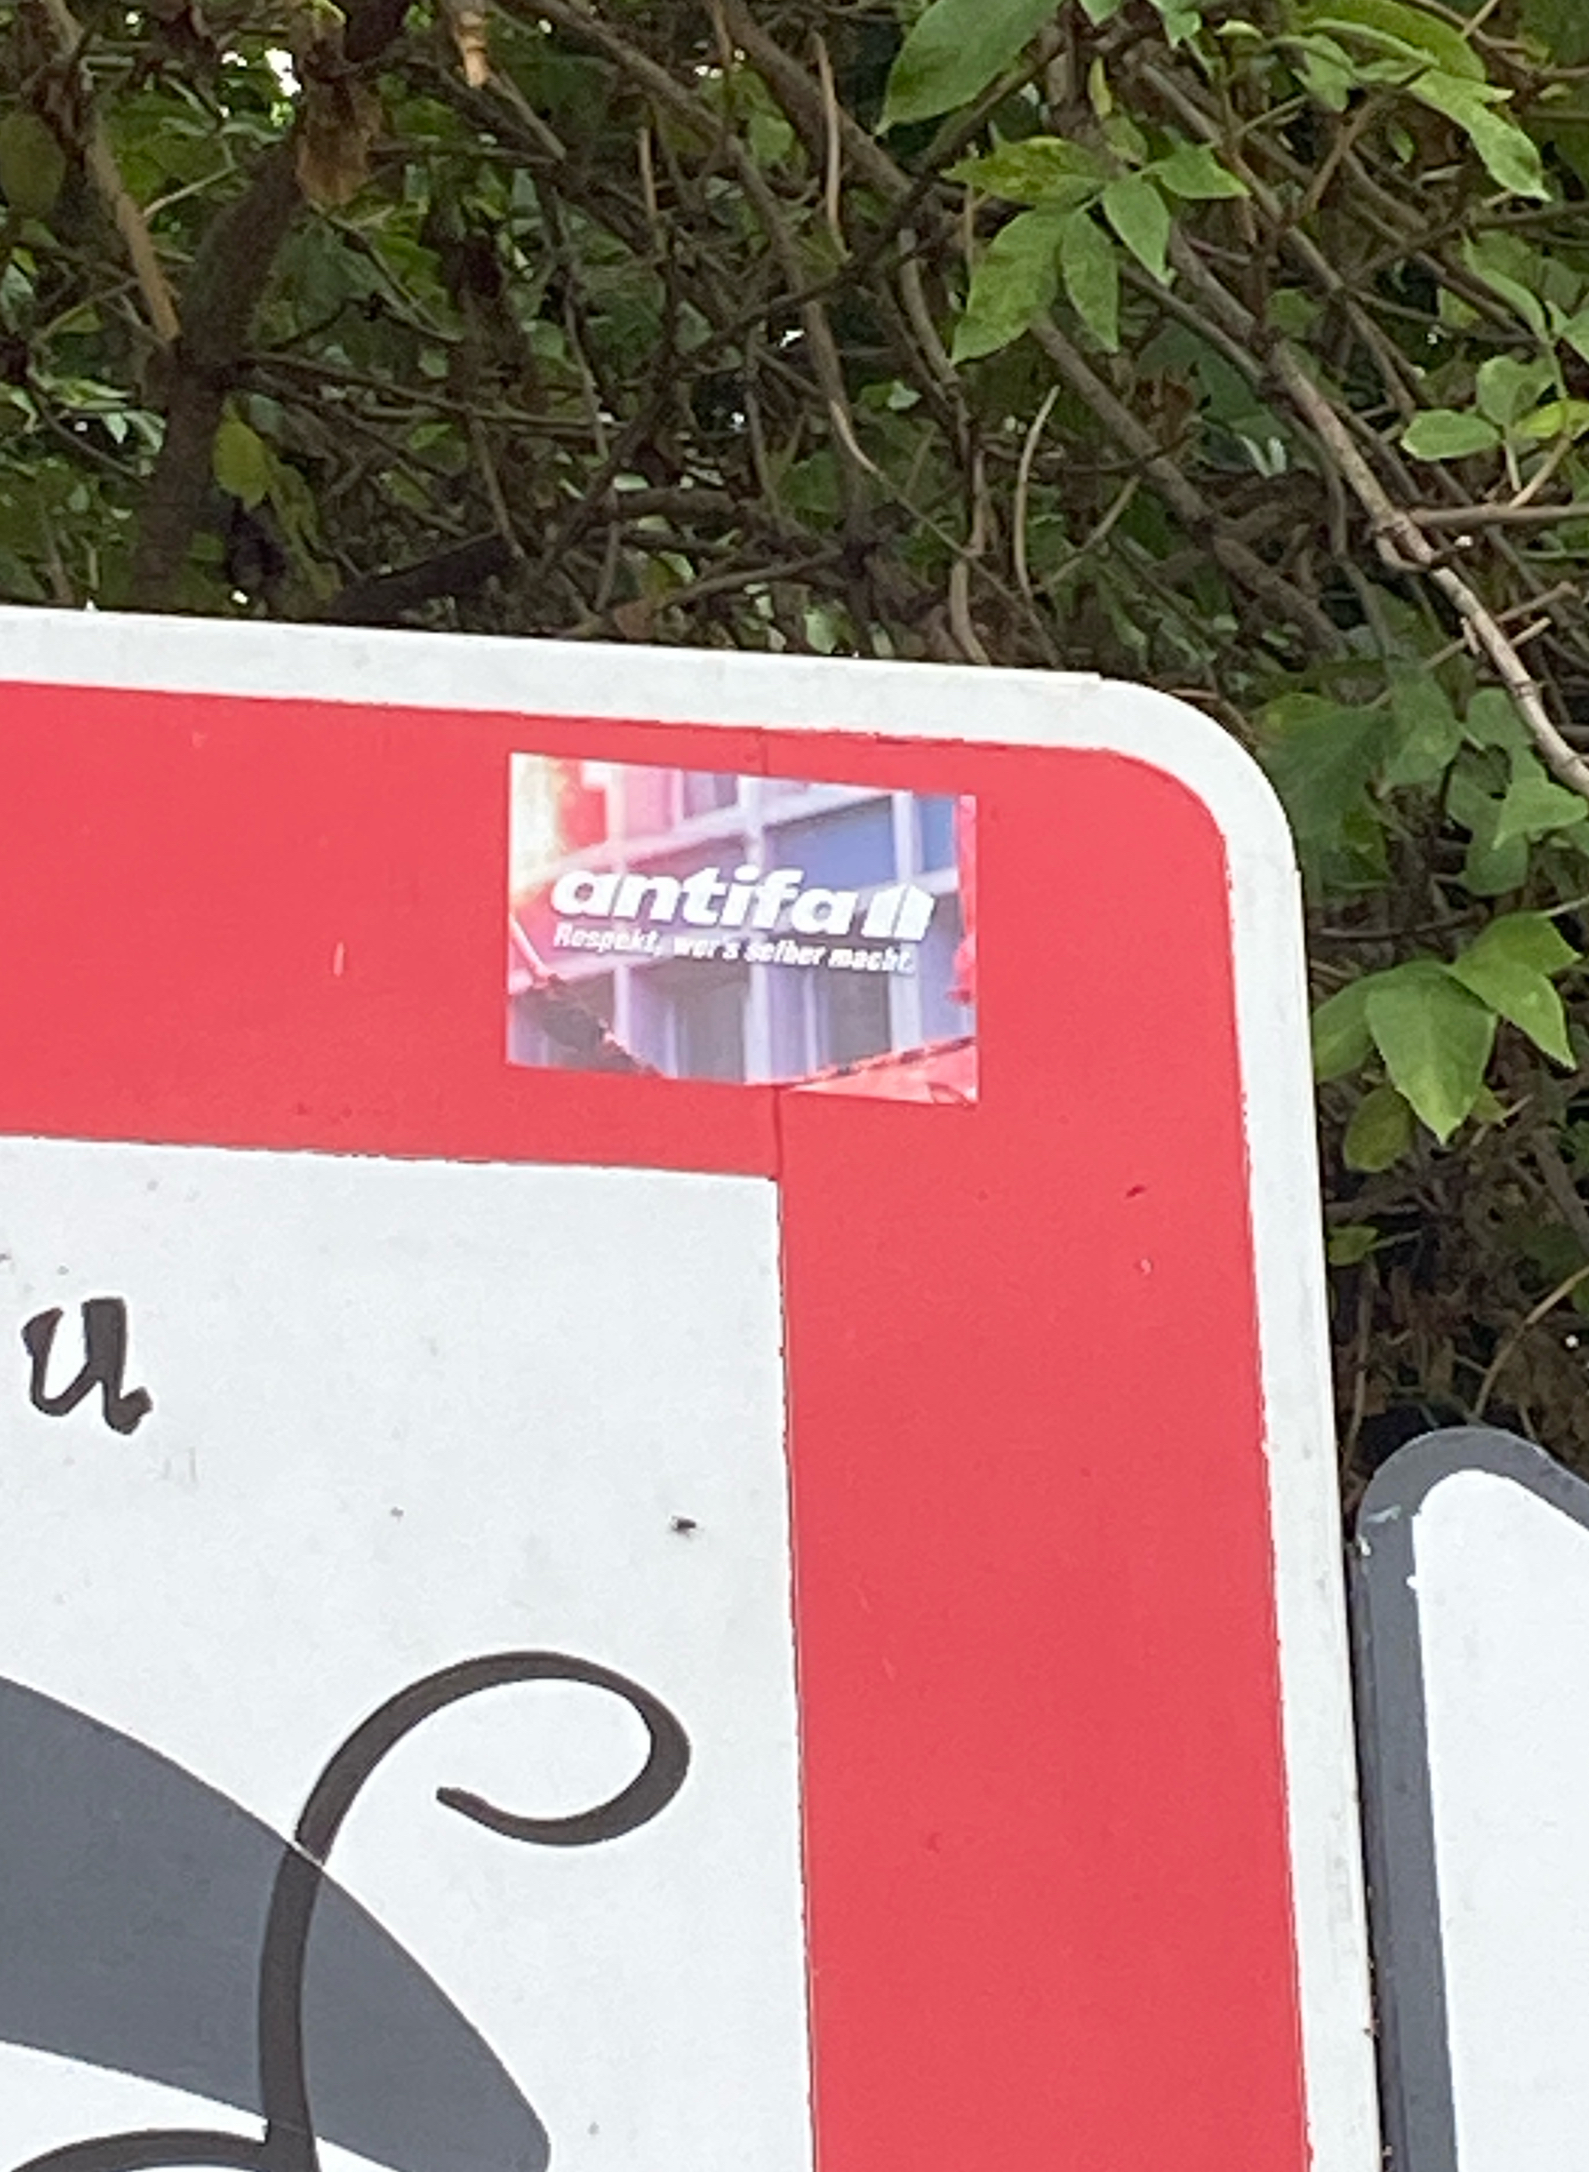 antifa
Respekt, wer's selber macht.
u